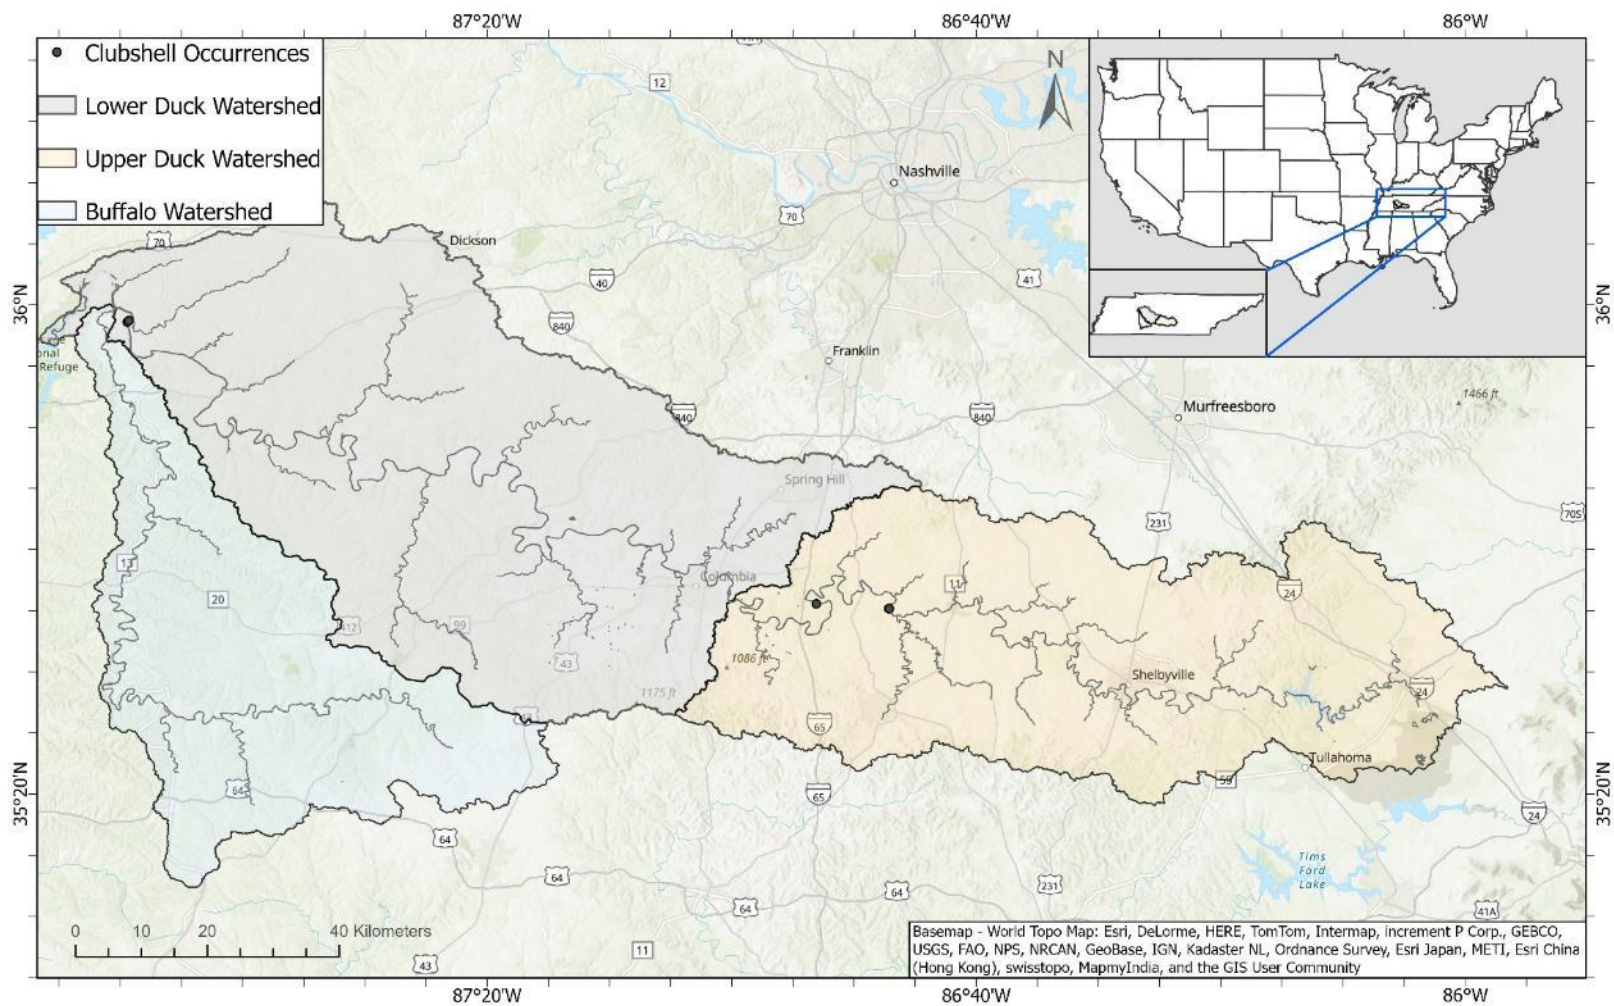 87°20'W
86°40'W
86°W
Clubshell Occurrences
Lower Duck Watershed
Upper Duck Watershed
Buffalo Watershed
N
12
Nashville
70
70
Dickson
40
41
840
36°N
36°N
Franklin
onal
Refuge
840
840
1466 ft
Murfreesboro
Spring Hill
231
70S
13
20
Columbia
11
24
412
99
43
1086 ft
1175 ft
Shelbyville
24
65
Tullahoma
64
55
35°20'N
35°20'N
65
24
64
Tims
Ford
Lake
64
64
231
64
41A
0
10
20
40 Kilometers
11
43
Basemap - World Topo Map: Esri, DeLorme, HERE, TomTom, Intermap, increment P Corp., GEBCO,
USGS, FAO, NPS, NRCAN, GeoBase, IGN, Kadaster NL, Ordnance Survey, Esri Japan, METI, Esri China
(Hong Kong), swisstopo, MapmyIndia, and the GIS User Community
87°20'W
86°40'W
86°W